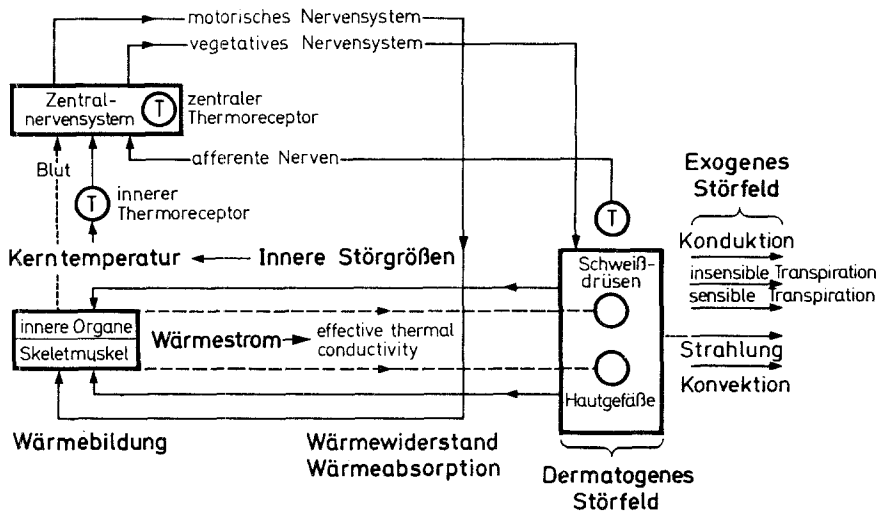 motorisches Nervensystem
vegetatives Nervensystem
Zentral-
nervensystem
T
zentraler
Thermoreceptor
afferente Nerven
Blut
T
innerer
Thermoreceptor
T
Exogenes
Störfeld
Kerntemperatur
Innere Störgrößen
Schweiß-
drüsen
Konduktion
insensible Transpiration
sensible Transpiration
innere Organe
Skeletmuskel
Wärmestrom
effective thermal
conductivity
Strahlung
Konvektion
Hautgefäße
Wärmebildung
Wärmewiderstand
Wärmeabsorption
Dermatogenes
Störfeld